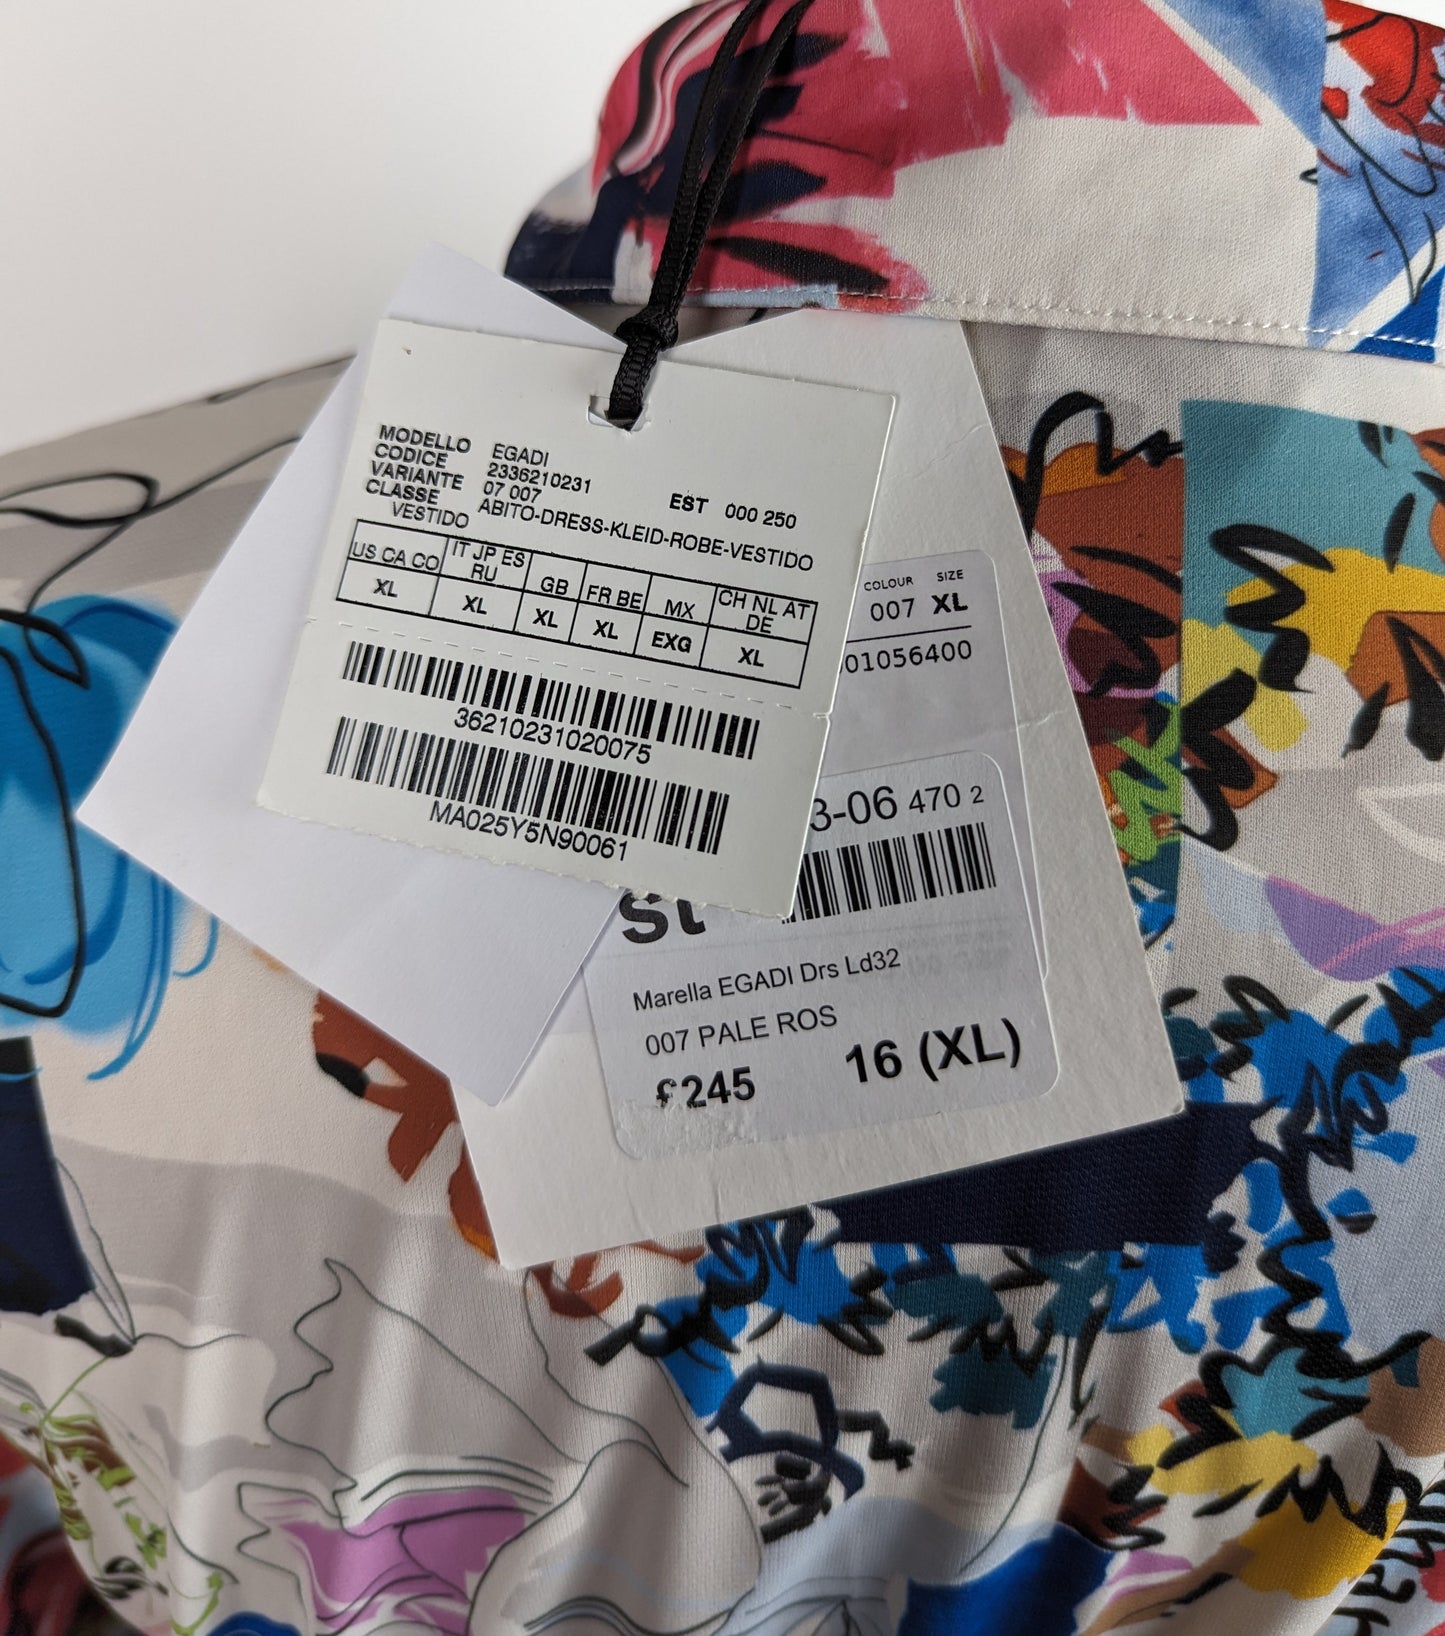 MODELLO EGADI
CODICE 2336210231
VARIANTE 07 007 EST 000 250
CLASSE ABITO-DRESS-KLEID-ROBE-VESTIDO
VESTIDO
US CA CO IT JP ES RU GB FR BE MX CH NL AT DE
XL XL XL XL EXG XL
36210231020075
MA025Y5N90061
COLOUR SIZE
007 XL
01056400
3-06 470 2
st
Marella EGADI Drs Ld32
007 PALE ROS
£245 16 (XL)